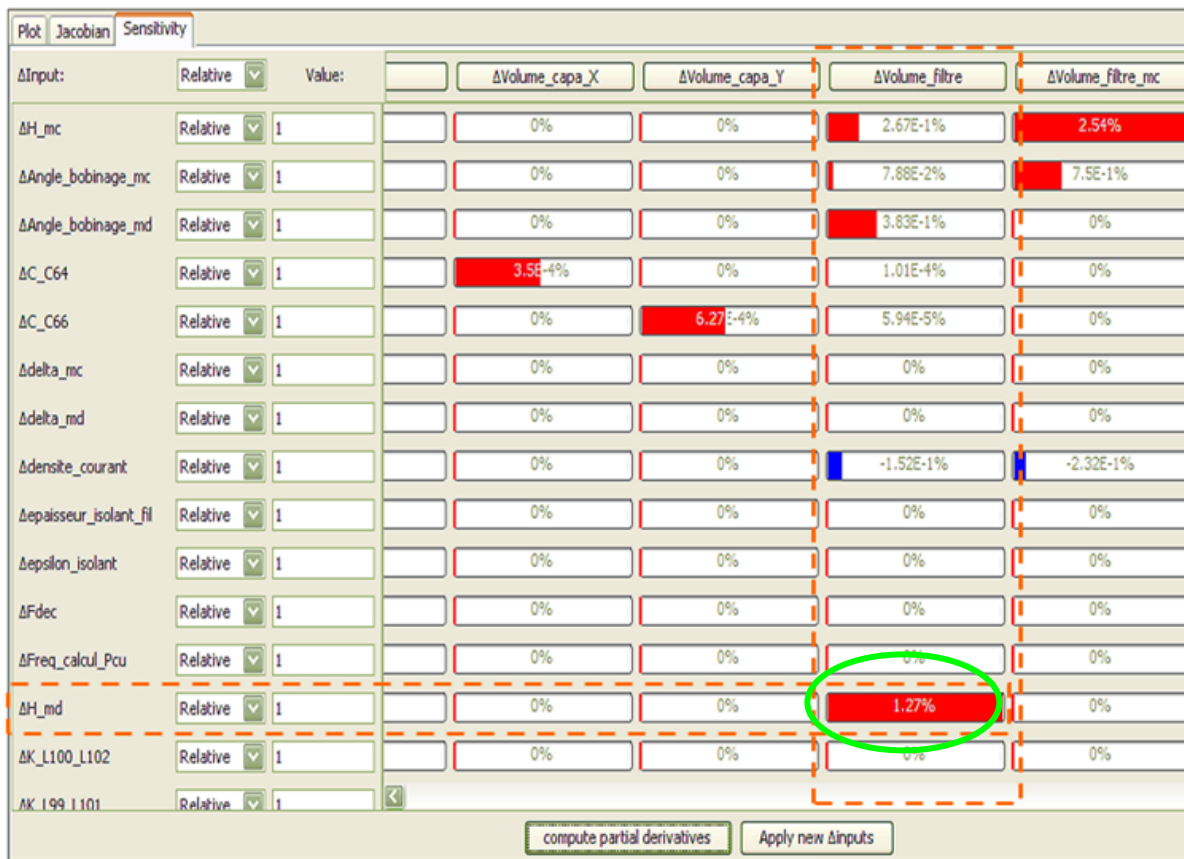 Plot Jacobian Sensitivity
ΔInput: Relative Value: ΔVolume_capa_X ΔVolume_capa_Y ΔVolume_filtre ΔVolume_filtre_mc
ΔH_mc Relative 1 0% 0% 2.67E-1% 2.54%
ΔAngle_bobinage_mc Relative 1 0% 0% 7.88E-2% 7.5E-1%
ΔAngle_bobinage_md Relative 1 0% 0% 3.83E-1% 0%
ΔC_C64 Relative 1 3.5E-4% 0% 1.01E-4% 0%
ΔC_C66 Relative 1 0% 6.27E-4% 5.94E-5% 0%
Δdelta_mc Relative 1 0% 0% 0% 0%
Δdelta_md Relative 1 0% 0% 0% 0%
Δdensite_courant Relative 1 0% 0% -1.52E-1% -2.32E-1%
Δepaisseur_isolant_fil Relative 1 0% 0% 0% 0%
Δepsilon_isolant Relative 1 0% 0% 0% 0%
ΔFdec Relative 1 0% 0% 0% 0%
ΔFreq_calcul_Pcu Relative 1 0% 0% 0% 0%
ΔH_md Relative 1 0% 0% 1.27% 0%
ΔK_L100_L102 Relative 1 0% 0% 0% 0%
ΔK_L99_L101 Relative 1
compute partial derivatives Apply new Δinputs